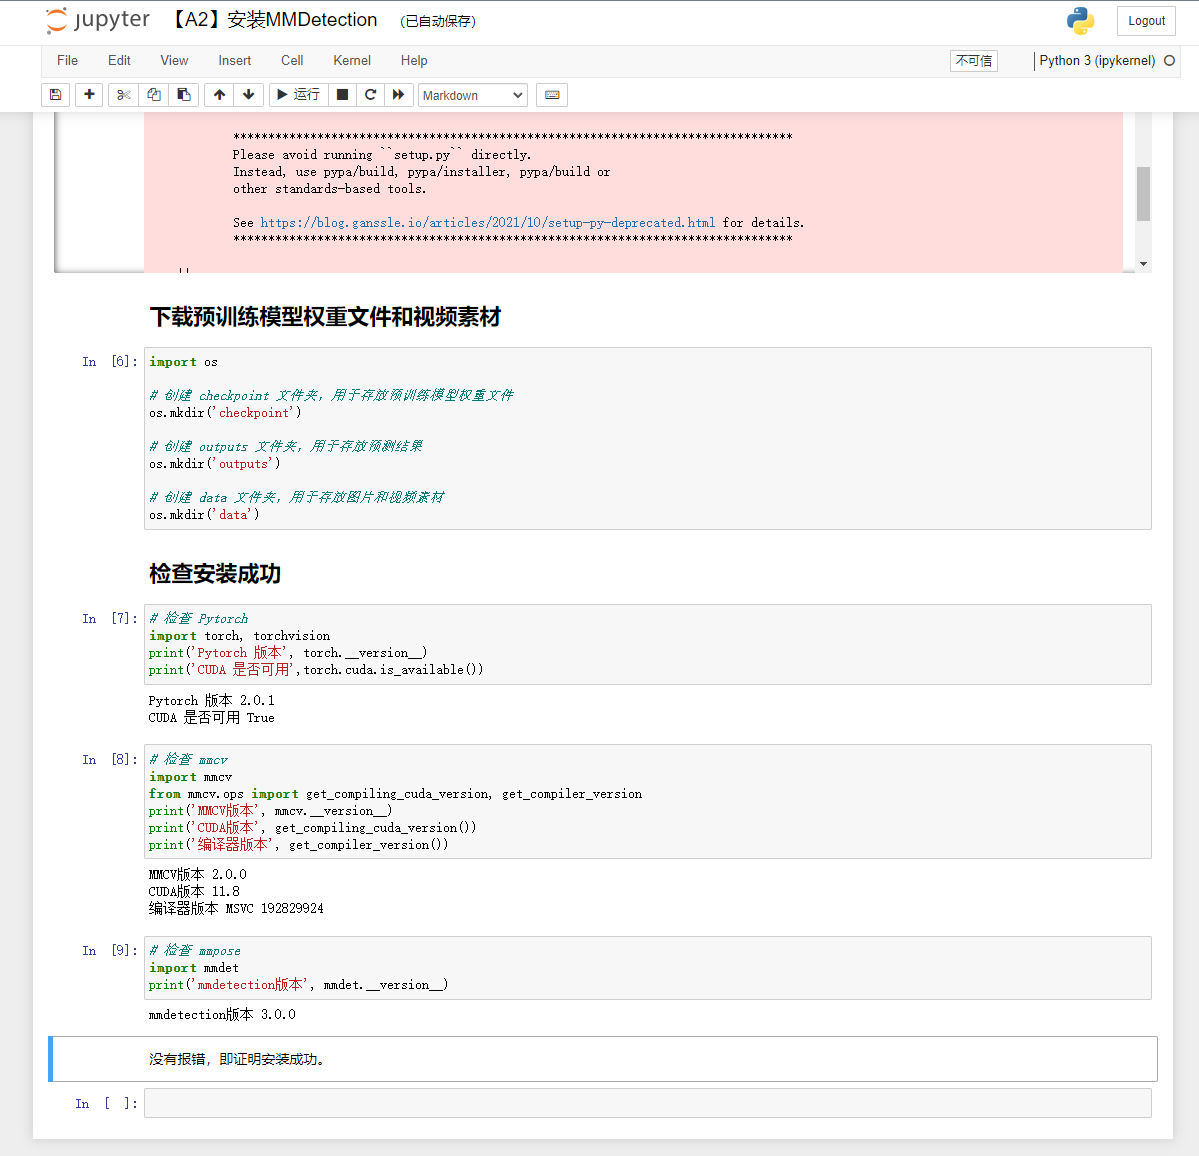 jupyter 【A2】安装MMDetection (已自动保存) Logout
File Edit View Insert Cell Kernel Help 不可信 Python 3 (ipykernel)
运行 Markdown
********************************************************************************
Please avoid running ``setup.py`` directly.
Instead, use pypa/build, pypa/installer, pypa/build or
other standards-based tools.
See https://blog.ganssle.io/articles/2021/10/setup-py-deprecated.html for details.
********************************************************************************
下载预训练模型权重文件和视频素材
In [6]: import os
# 创建 checkpoint 文件夹，用于存放预训练模型权重文件
os.mkdir('checkpoint')
# 创建 outputs 文件夹，用于存放预测结果
os.mkdir('outputs')
# 创建 data 文件夹，用于存放图片和视频素材
os.mkdir('data')
检查安装成功
In [7]: # 检查 Pytorch
import torch, torchvision
print('Pytorch 版本', torch.__version__)
print('CUDA 是否可用',torch.cuda.is_available())
Pytorch 版本 2.0.1
CUDA 是否可用 True
In [8]: # 检查 mmcv
import mmcv
from mmcv.ops import get_compiling_cuda_version, get_compiler_version
print('MMCV版本', mmcv.__version__)
print('CUDA版本', get_compiling_cuda_version())
print('编译器版本', get_compiler_version())
MMCV版本 2.0.0
CUDA版本 11.8
编译器版本 MSVC 192829924
In [9]: # 检查 mmpose
import mmdet
print('mmdetection版本', mmdet.__version__)
mmdetection版本 3.0.0
没有报错，即证明安装成功。
In [ ]: